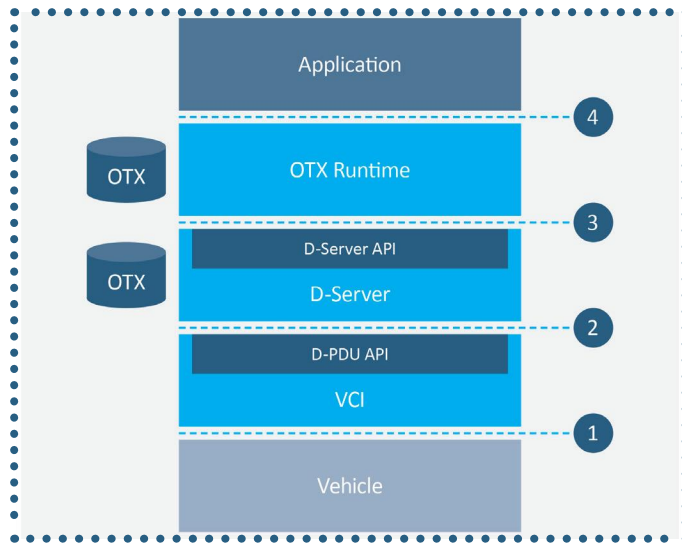 Application
4
OTX
OTX Runtime
3
D-Server API
OTX
D-Server
2
D-PDU API
VCI
1
Vehicle